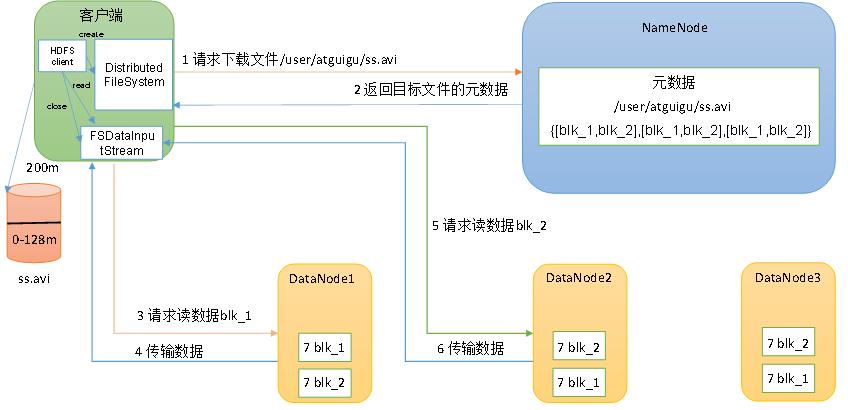 客户端
create
HDFS
client
Distributed
FileSystem
read
close
FSDataInpu
tStream
1 请求下载文件/user/atguigu/ss.avi
2 返回目标文件的元数据
NameNode
元数据
/user/atguigu/ss.avi
{[blk_1,blk_2],[blk_1,blk_2],[blk_1,blk_2]}
200m
0-128m
ss.avi
3 请求读数据blk_1
4 传输数据
5 请求读数据blk_2
6 传输数据
DataNode1
7 blk_1
7 blk_2
DataNode2
7 blk_2
7 blk_1
DataNode3
7 blk_2
7 blk_1